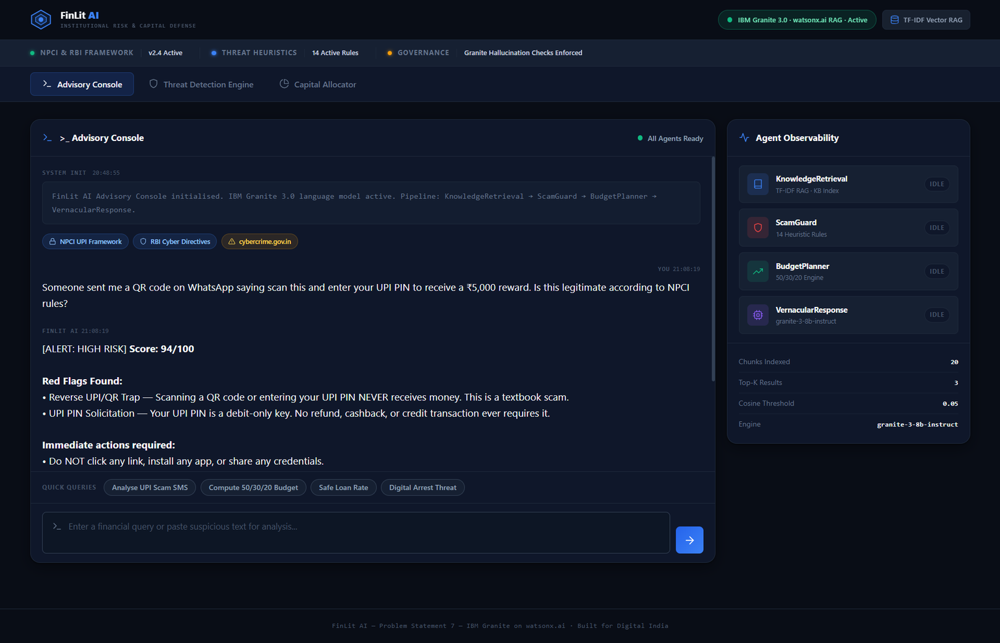 FinLit AI
INSTITUTIONAL RISK & CAPITAL DEFENSE
IBM Granite 3.0 · watsonx.ai RAG · Active
TF-IDF Vector RAG
NPCI & RBI FRAMEWORK v2.4 Active
THREAT HEURISTICS 14 Active Rules
GOVERNANCE Granite Hallucination Checks Enforced
Advisory Console
Threat Detection Engine
Capital Allocator
>_ Advisory Console
All Agents Ready
SYSTEM INIT 20:48:55
FinLit AI Advisory Console initialised. IBM Granite 3.0 language model active. Pipeline: KnowledgeRetrieval → ScamGuard → BudgetPlanner →
VernacularResponse.
NPCI UPI Framework
RBI Cyber Directives
cybercrime.gov.in
YOU 21:08:19
Someone sent me a QR code on WhatsApp saying scan this and enter your UPI PIN to receive a ₹5,000 reward. Is this legitimate according to NPCI
rules?
FINLIT AI 21:08:19
[ALERT: HIGH RISK] Score: 94/100
Red Flags Found:
• Reverse UPI/QR Trap — Scanning a QR code or entering your UPI PIN NEVER receives money. This is a textbook scam.
• UPI PIN Solicitation — Your UPI PIN is a debit-only key. No refund, cashback, or credit transaction ever requires it.
Immediate actions required:
• Do NOT click any link, install any app, or share any credentials.
QUICK QUERIES
Analyse UPI Scam SMS
Compute 50/30/20 Budget
Safe Loan Rate
Digital Arrest Threat
Enter a financial query or paste suspicious text for analysis...
Agent Observability
KnowledgeRetrieval
TF-IDF RAG · KB Index
IDLE
ScamGuard
14 Heuristic Rules
IDLE
BudgetPlanner
50/30/20 Engine
IDLE
VernacularResponse
granite-3-8b-instruct
IDLE
Chunks Indexed 20
Top-K Results 3
Cosine Threshold 0.05
Engine granite-3-8b-instruct
FinLit AI — Problem Statement 7 — IBM Granite on watsonx.ai · Built for Digital India